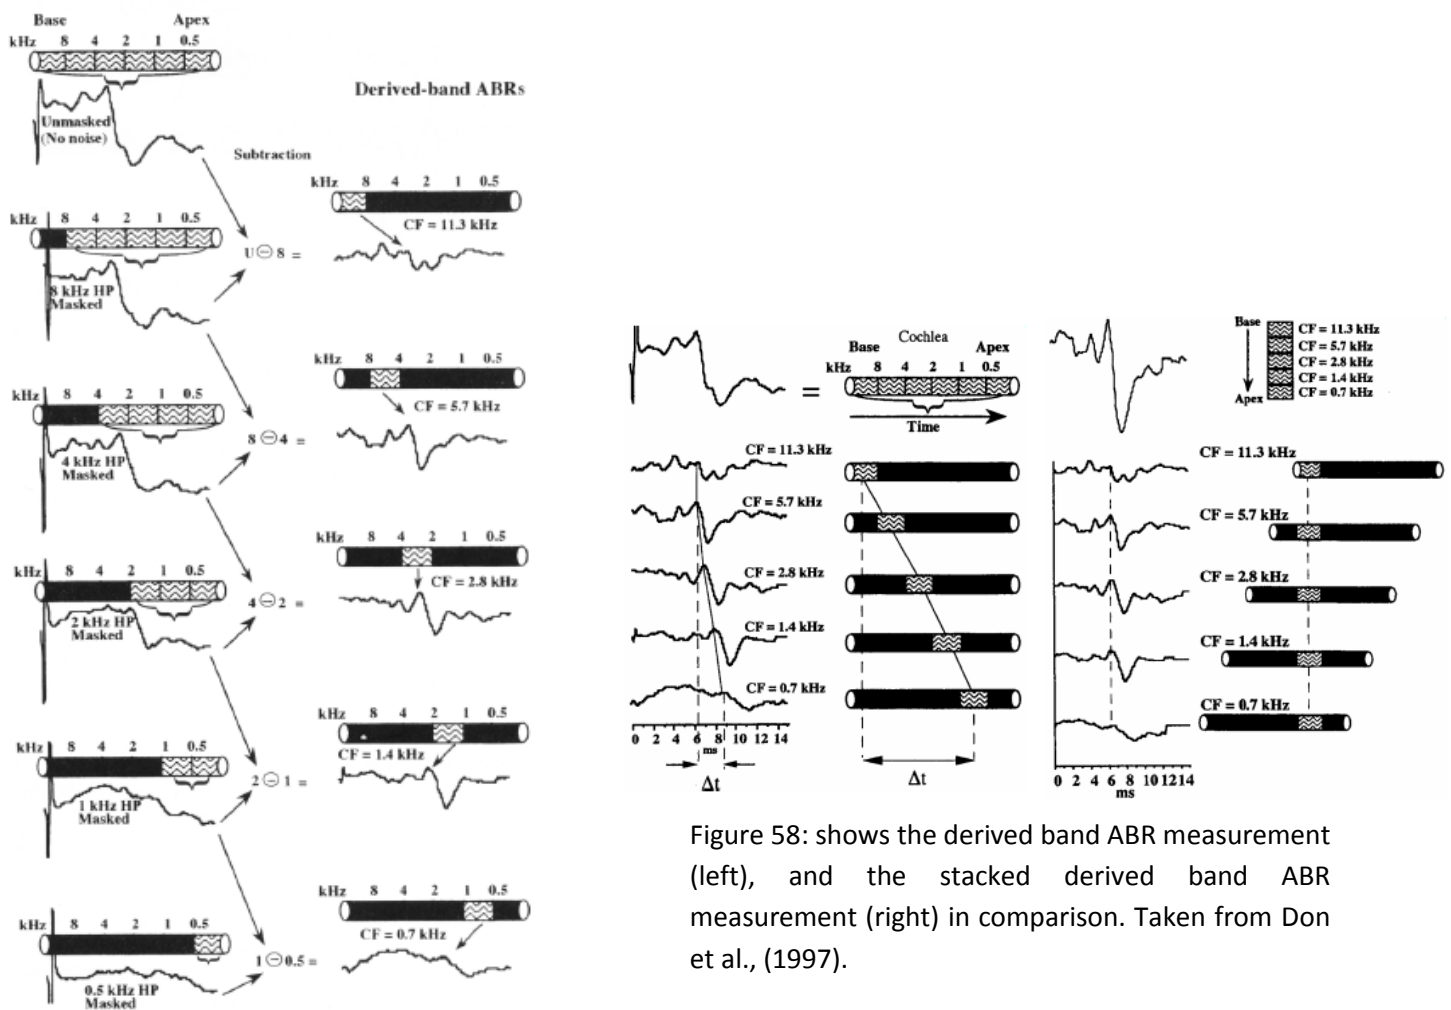 Base Apex
kHz 8 4 2 1 0.5
Unmasked
(No noise)
Derived-band ABRs
Subtraction
kHz 8 4 2 1 0.5
CF = 11.3 kHz
U⊖8 =
kHz 8 4 2 1 0.5
8 kHz HP
Masked
kHz 8 4 2 1 0.5
CF = 5.7 kHz
8⊖4 =
kHz 8 4 2 1 0.5
4 kHz HP
Masked
kHz 8 4 2 1 0.5
CF = 2.8 kHz
4⊖2 =
kHz 8 4 2 1 0.5
2 kHz HP
Masked
kHz 8 4 2 1 0.5
CF = 1.4 kHz
2⊖1 =
kHz 8 4 2 1 0.5
1 kHz HP
Masked
kHz 8 4 2 1 0.5
CF = 0.7 kHz
1⊖0.5=
kHz 8 4 2 1 0.5
0.5 kHz HP
Masked
Cochlea
Base Apex
kHz 8 4 2 1 0.5
=
Time
CF = 11.3 kHz
CF = 5.7 kHz
CF = 2.8 kHz
CF = 1.4 kHz
CF = 0.7 kHz
0 2 4 6 8 10 12 14
ms
Δt
Δt
Base
Apex
CF = 11.3 kHz
CF = 5.7 kHz
CF = 2.8 kHz
CF = 1.4 kHz
CF = 0.7 kHz
CF = 11.3 kHz
CF = 5.7 kHz
CF = 2.8 kHz
CF = 1.4 kHz
CF = 0.7 kHz
0 2 4 6 8 10 12 14
ms
Figure 58: shows the derived band ABR measurement
(left), and the stacked derived band ABR
measurement (right) in comparison. Taken from Don
et al., (1997).